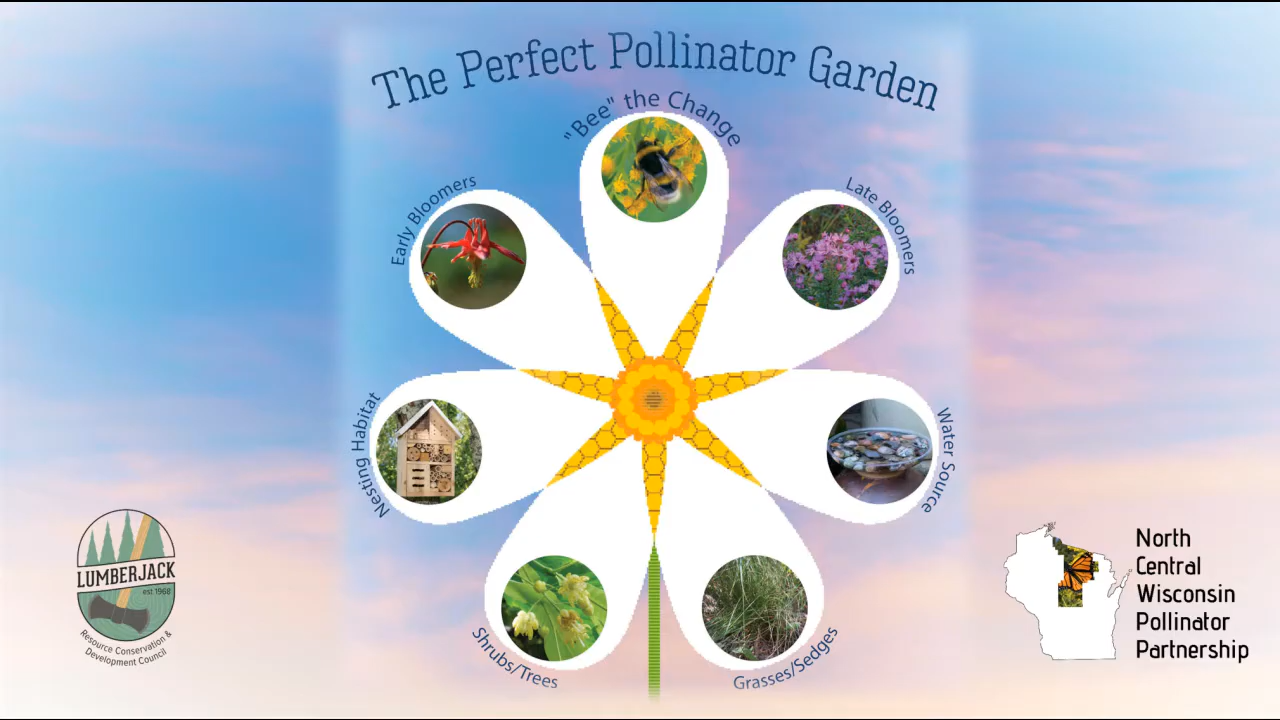 The Perfect Pollinator Garden
"Bee" the Change
Early Bloomers
Late Bloomers
Nesting Habitat
Water Source
Shrubs/Trees
Grasses/Sedges
LUMBERJACK
est 1968
Resource Conservation &
Development Council
North
Central
Wisconsin
Pollinator
Partnership